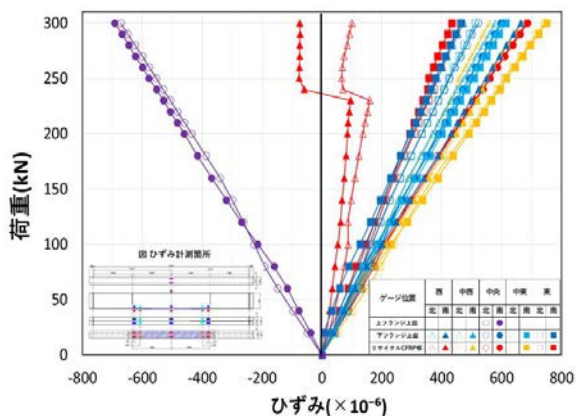 300
250
200
150
100
50
0
荷重(kN)
-800 -600 -400 -200 0 200 400 600 800
ひずみ(×10⁻⁶)
図 ひずみ計測箇所
ゲージ位置 西 中西 中央 中東 東
北 南 北 南 北 南 北 南 北 南
上フランジ上面
下フランジ上面
リサイクルCFRP板